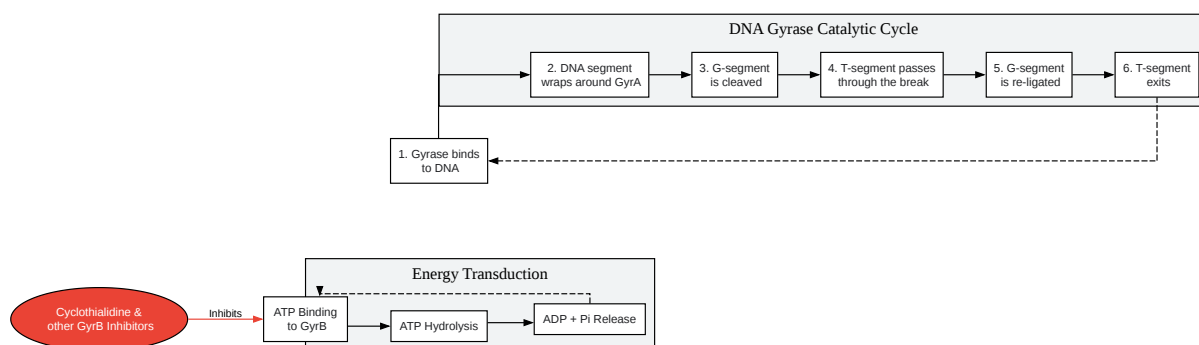 DNA Gyrase Catalytic Cycle
2. DNA segment
wraps around GyrA
3. G-segment
is cleaved
4. T-segment passes
through the break
5. G-segment
is re-ligated
6. T-segment
exits
1. Gyrase binds
to DNA
Energy Transduction
Cyclothialidine &
other GyrB Inhibitors
Inhibits
ATP Binding
to GyrB
ATP Hydrolysis
ADP + Pi Release